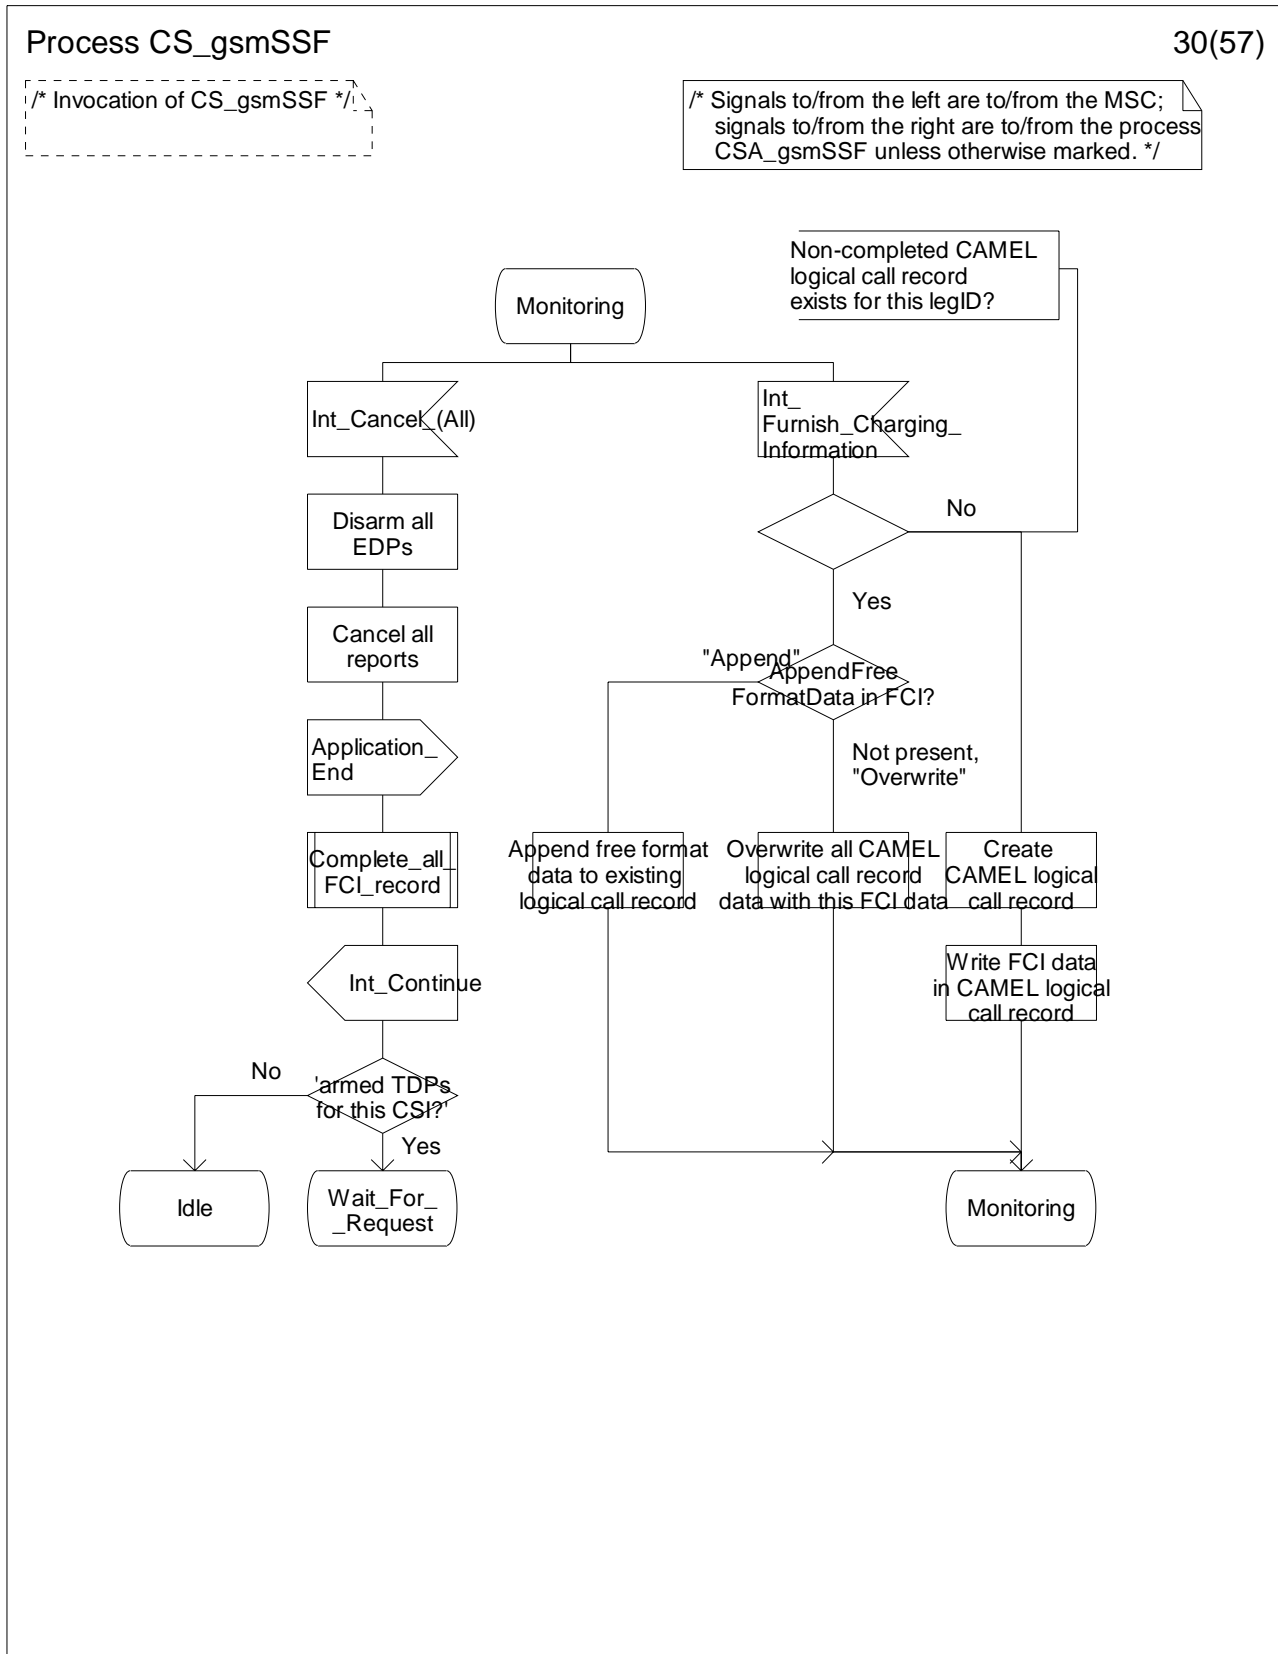 Process CS_gsmSSF
30(57)
/* Invocation of CS_gsmSSF */
/* Signals to/from the left are to/from the MSC;
signals to/from the right are to/from the process
CSA_gsmSSF unless otherwise marked. */
Non-completed CAMEL
logical call record
exists for this legID?
Monitoring
Int_Cancel_(All)
Int_
Furnish_Charging_
Information
Disarm all
EDPs
No
Yes
Cancel all
reports
"Append"
AppendFree
FormatData in FCI?
Application_
End
Not present,
"Overwrite"
Complete_all_
FCI_record
Append free format
data to existing
logical call record
Overwrite all CAMEL
logical call record
data with this FCI data
Create
CAMEL logical
call record
Int_Continue
Write FCI data
in CAMEL logical
call record
No
'armed TDPs
for this CSI?'
Yes
Idle
Wait_For_
_Request
Monitoring